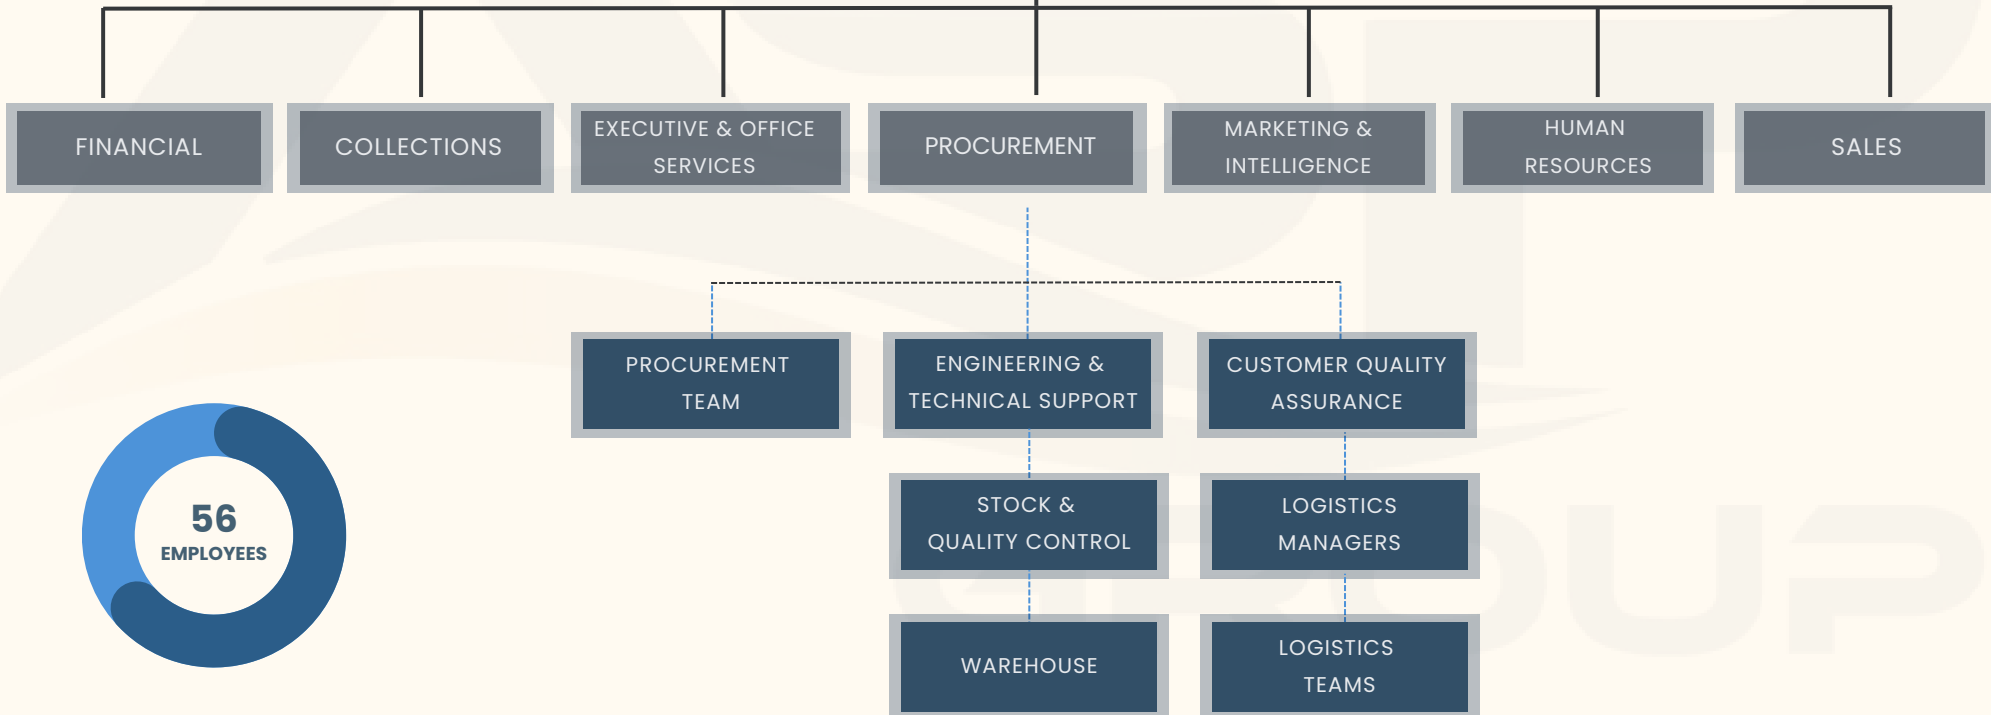 FINANCIAL
COLLECTIONS
EXECUTIVE & OFFICE
SERVICES
PROCUREMENT
MARKETING &
INTELLIGENCE
HUMAN
RESOURCES
SALES
PROCUREMENT
TEAM
ENGINEERING &
TECHNICAL SUPPORT
CUSTOMER QUALITY
ASSURANCE
STOCK &
QUALITY CONTROL
LOGISTICS
MANAGERS
WAREHOUSE
LOGISTICS
TEAMS
56
EMPLOYEES
GROUP